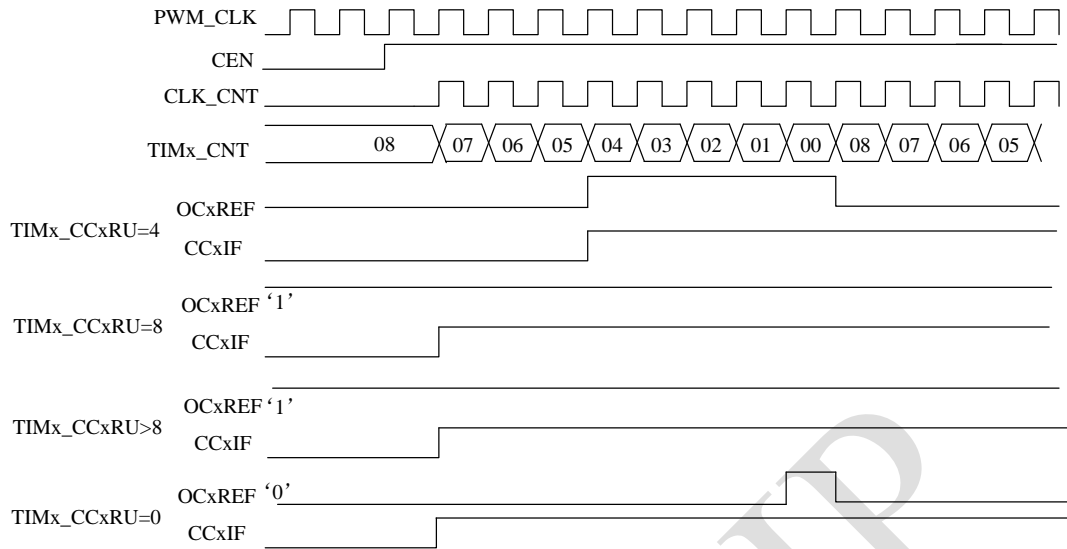 PWM_CLK
CEN
CLK_CNT
TIMx_CNT 08 07 06 05 04 03 02 01 00 08 07 06 05
TIMx_CCxRU=4
OCxREF
CCxIF
TIMx_CCxRU=8
OCxREF ‘1’
CCxIF
TIMx_CCxRU>8
OCxREF ‘1’
CCxIF
TIMx_CCxRU=0
OCxREF ‘0’
CCxIF